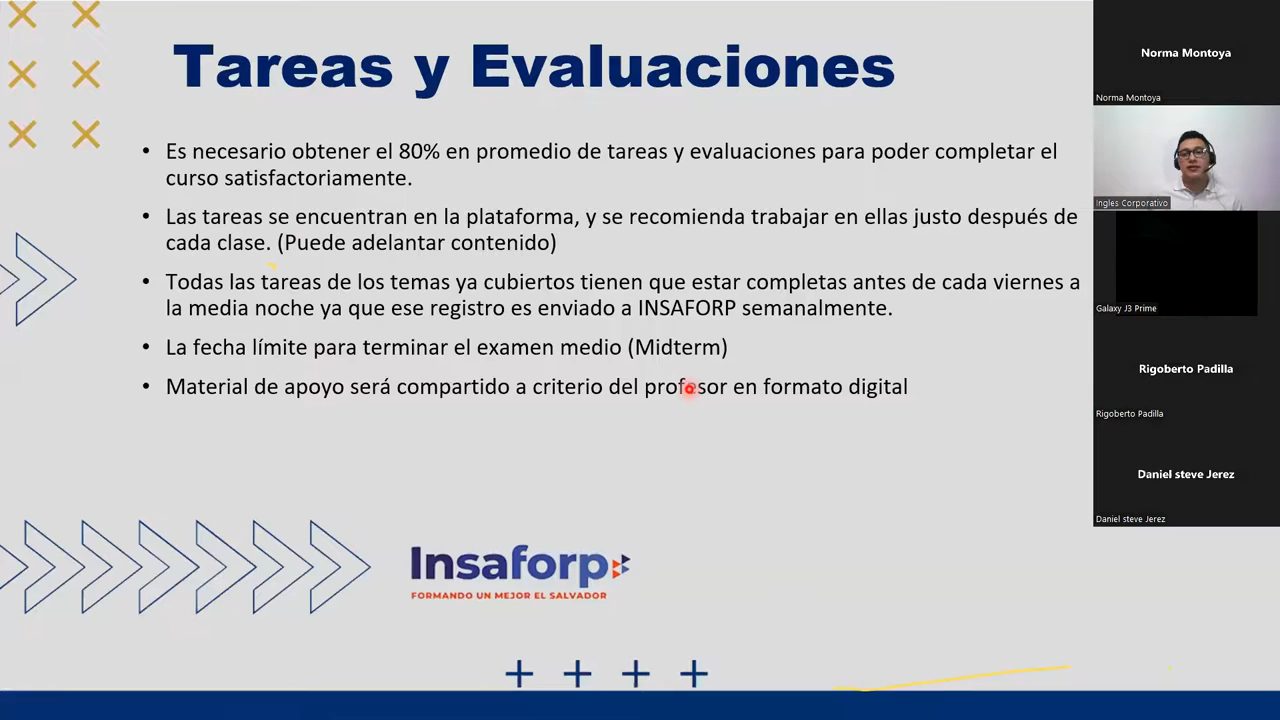 Tareas y Evaluaciones
• Es necesario obtener el 80% en promedio de tareas y evaluaciones para poder completar el
curso satisfactoriamente.
• Las tareas se encuentran en la plataforma, y se recomienda trabajar en ellas justo después de
cada clase. (Puede adelantar contenido)
• Todas las tareas de los temas ya cubiertos tienen que estar completas antes de cada viernes a
la media noche ya que ese registro es enviado a INSAFORP semanalmente.
• La fecha límite para terminar el examen medio (Midterm)
• Material de apoyo será compartido a criterio del profesor en formato digital
Insaforp
FORMANDO UN MEJOR EL SALVADOR
Norma Montoya
Norma Montoya
Ingles Corporativo
Galaxy J3 Prime
Rigoberto Padilla
Rigoberto Padilla
Daniel steve Jerez
Daniel steve Jerez